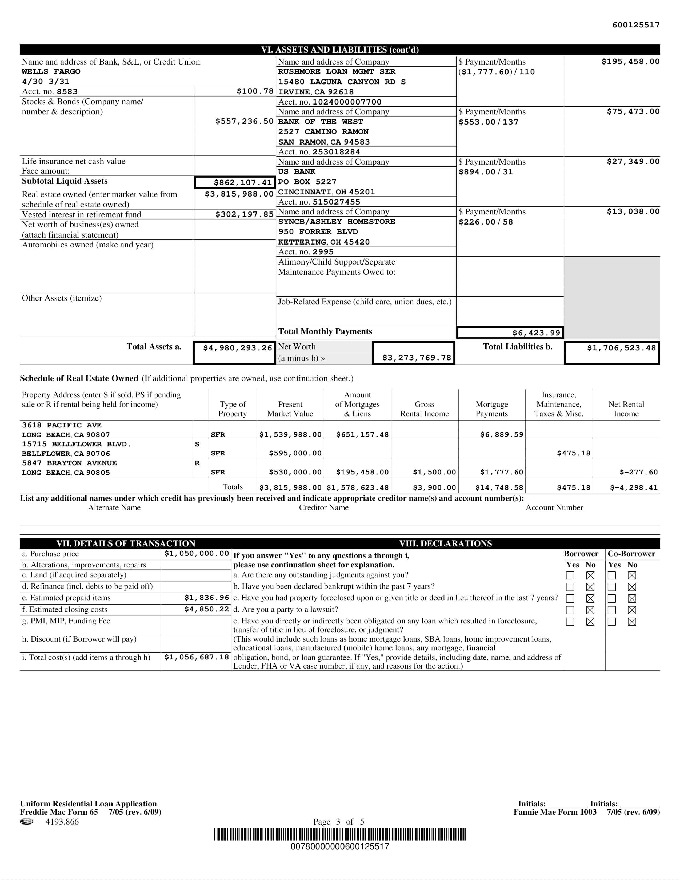 600125517
VI. ASSETS AND LIABILITIES (cont'd)
Name and address of Bank, S&L, or Credit Union
WELLS FARGO
4/30 3/31
Acct. no. 8583
$100.78
Stocks & Bonds (Company name/
number & description)
$557,236.50
Life insurance net cash value
Face amount:
Subtotal Liquid Assets
$862,107.41
Real estate owned (enter market value from
schedule of real estate owned)
$3,815,988.00
Vested interest in retirement fund
$302,197.85
Net worth of business(es) owned
(attach financial statement)
Automobiles owned (make and year)
Other Assets (itemize)
Total Assets a.
$4,980,293.26
Name and address of Company
RUSHMORE LOAN MGMT SER
15480 LAGUNA CANYON RD S
IRVINE, CA 92618
Acct. no. 1024000007700
$ Payment/Months
($1,777.60)/110
$195,458.00
Name and address of Company
BANK OF THE WEST
2527 CAMINO RAMON
SAN RAMON, CA 94583
Acct. no. 253018284
$ Payment/Months
$553.00/137
$75,473.00
Name and address of Company
US BANK
PO BOX 5227
CINCINNATI, OH 45201
Acct. no. 515027455
$ Payment/Months
$894.00/31
$27,349.00
Name and address of Company
SYNCB/ASHLEY HOMESTORE
950 FORRER BLVD
KETTERING, OH 45420
Acct. no. 2995
$ Payment/Months
$226.00/58
$13,038.00
Alimony/Child Support/Separate
Maintenance Payments Owed to:
Job-Related Expense (child care, union dues, etc.)
Total Monthly Payments
$6,423.99
Net Worth
(a minus b) »
$3,273,769.78
Total Liabilities b.
$1,706,523.48
Schedule of Real Estate Owned (If additional properties are owned, use continuation sheet.)
Property Address (enter S if sold, PS if pending
sale or R if rental being held for income)
Type of
Property
Present
Market Value
Amount
of Mortgages
& Liens
Gross
Rental Income
Mortgage
Payments
Insurance,
Maintenance,
Taxes & Misc.
Net Rental
Income
3618 PACIFIC AVE
LONG BEACH, CA 90807 SFR $1,539,988.00 $651,157.48 $6,889.59
15715 BELLFLOWER BLVD. S
BELLFLOWER, CA 90706 SFR $595,000.00 $475.18
5847 BRAYTON AVENUE R
LONG BEACH, CA 90805 SFR $530,000.00 $195,458.00 $1,500.00 $1,777.60 $-277.60
Totals $3,815,988.00 $1,578,623.48 $3,900.00 $14,748.58 $475.18 $-4,298.41
List any additional names under which credit has previously been received and indicate appropriate creditor name(s) and account number(s):
Alternate Name Creditor Name Account Number
VII. DETAILS OF TRANSACTION
a. Purchase price $1,050,000.00
b. Alterations, improvements, repairs
c. Land (if acquired separately)
d. Refinance (incl. debts to be paid off)
e. Estimated prepaid items $1,836.96
f. Estimated closing costs $4,850.22
g. PMI, MIP, Funding Fee
h. Discount (if Borrower will pay)
i. Total cost(s) (add items a through h) $1,056,687.18
VIII. DECLARATIONS
If you answer "Yes" to any questions a through i,
please use continuation sheet for explanation.
Borrower Co-Borrower
Yes No Yes No
a. Are there any outstanding judgments against you?
b. Have you been declared bankrupt within the past 7 years?
c. Have you had property foreclosed upon or given title or deed in lieu thereof in the last 7 years?
d. Are you a party to a lawsuit?
e. Have you directly or indirectly been obligated on any loan which resulted in foreclosure,
transfer of title in lieu of foreclosure, or judgment?
(This would include such loans as home mortgage loans, SBA loans, home improvement loans,
educational loans, manufactured (mobile) home loans, any mortgage, financial
obligation, bond, or loan guarantee. If "Yes," provide details, including date, name, and address of
Lender, FHA or VA case number, if any, and reasons for the action.)
Uniform Residential Loan Application
Freddie Mac Form 65 7/05 (rev. 6/09)
4193.866
Page 3 of 5
Initials: Initials:
Fannie Mae Form 1003 7/05 (rev. 6/09)
00780000000600125517